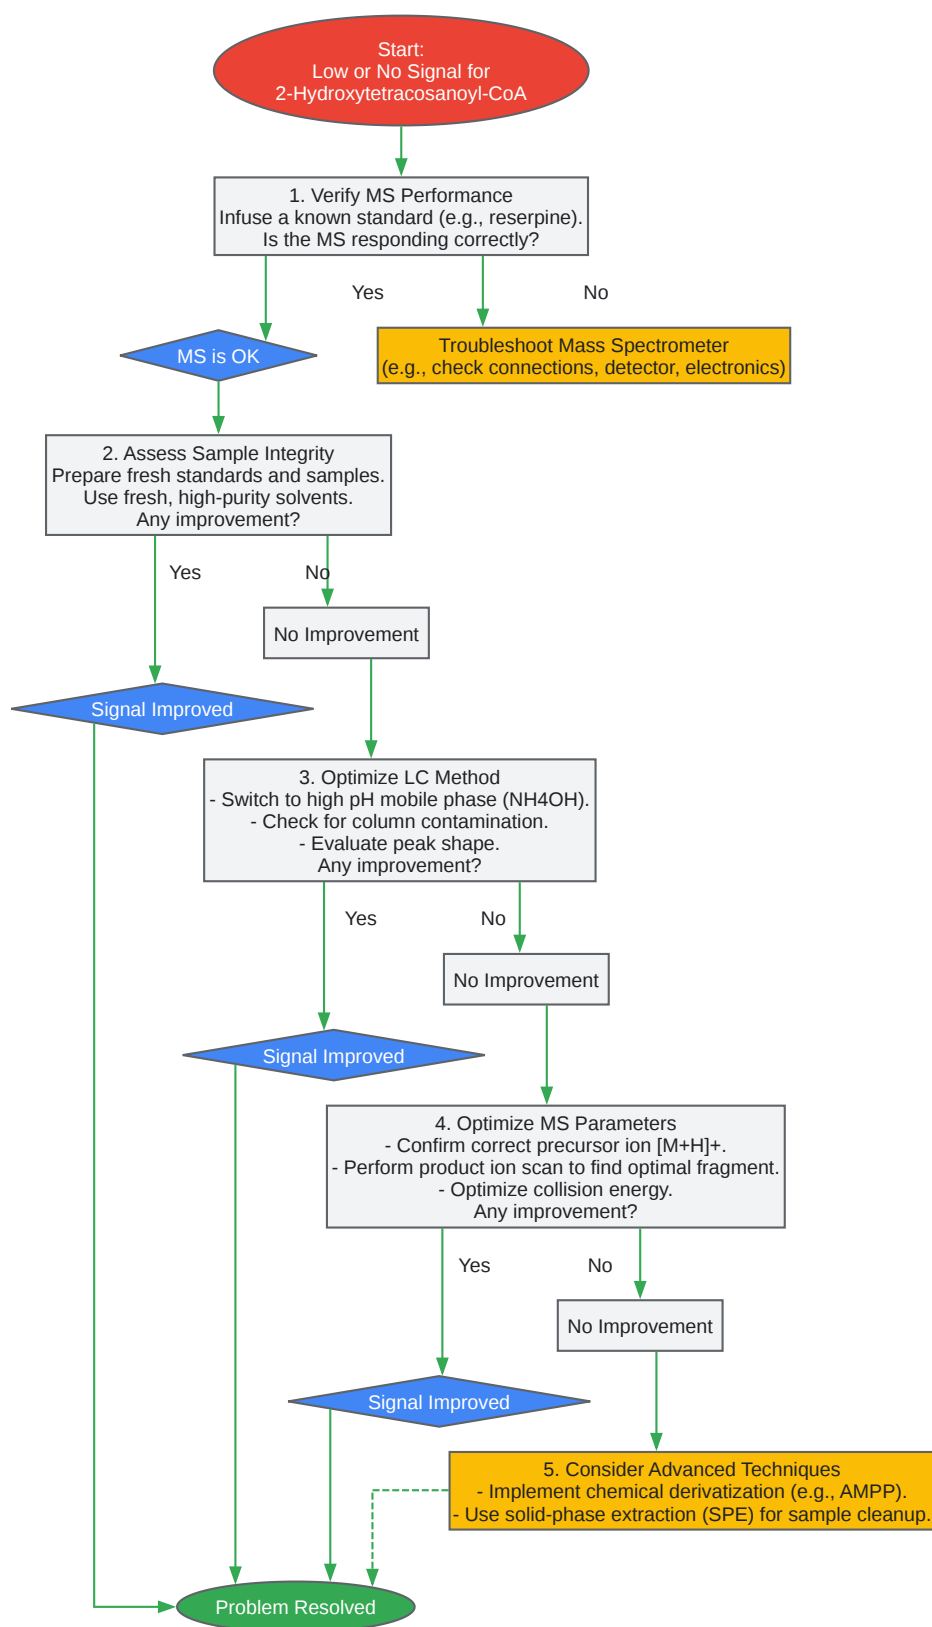 Start:
Low or No Signal for
2-Hydroxytetracosanoyl-CoA
1. Verify MS Performance
Infuse a known standard (e.g., reserpine).
Is the MS responding correctly?
Yes
No
MS is OK
Troubleshoot Mass Spectrometer
(e.g., check connections, detector, electronics)
2. Assess Sample Integrity
Prepare fresh standards and samples.
Use fresh, high-purity solvents.
Any improvement?
Yes
No
No Improvement
Signal Improved
3. Optimize LC Method
- Switch to high pH mobile phase (NH4OH).
- Check for column contamination.
- Evaluate peak shape.
Any improvement?
Yes
No
No Improvement
Signal Improved
4. Optimize MS Parameters
- Confirm correct precursor ion [M+H]+.
- Perform product ion scan to find optimal fragment.
- Optimize collision energy.
Any improvement?
Yes
No
No Improvement
Signal Improved
5. Consider Advanced Techniques
- Implement chemical derivatization (e.g., AMPP).
- Use solid-phase extraction (SPE) for sample cleanup.
Problem Resolved